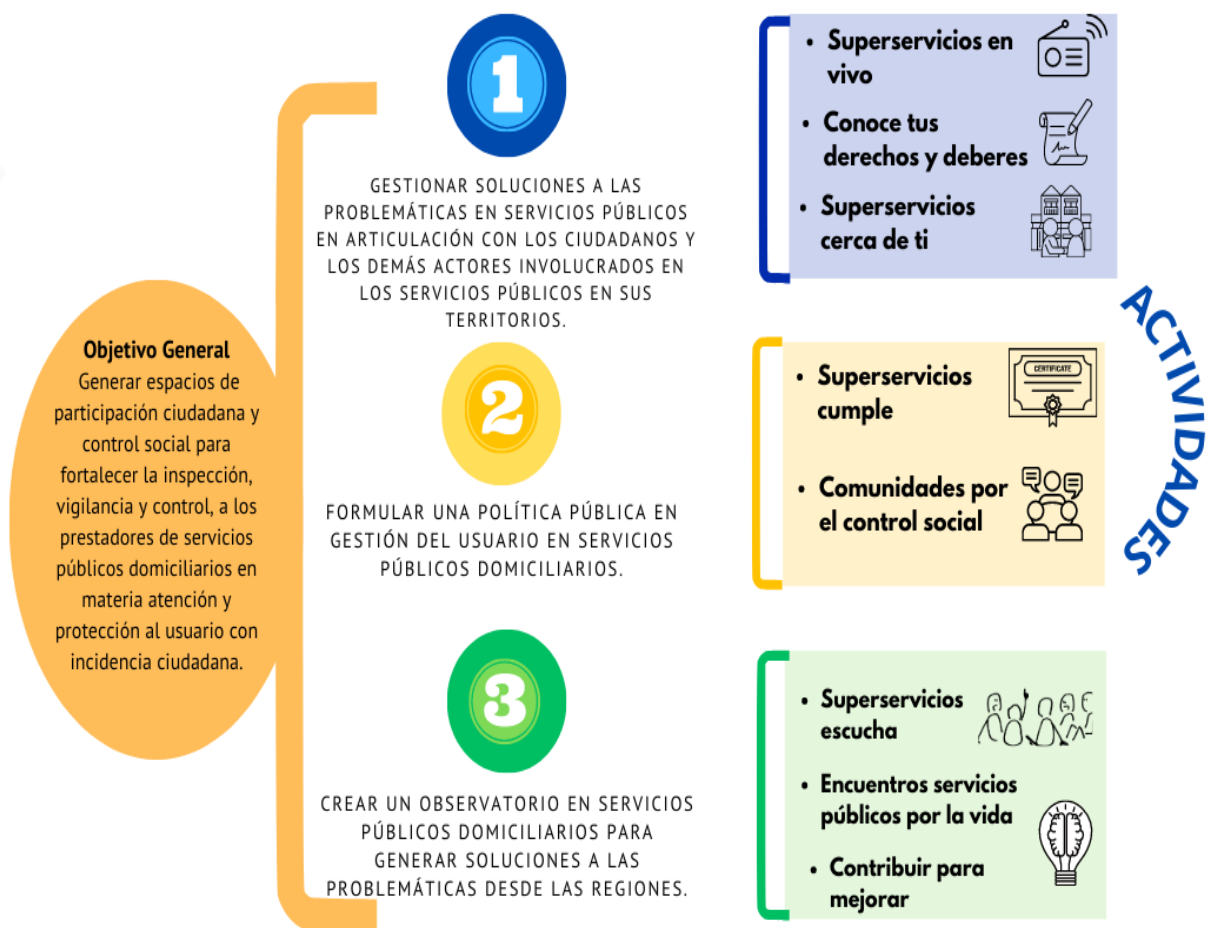 Objetivo General
Generar espacios de
participación ciudadana y
control social para
fortalecer la inspección,
vigilancia y control, a los
prestadores de servicios
públicos domiciliarios en
materia atención y
protección al usuario con
incidencia ciudadana.
1
GESTIONAR SOLUCIONES A LAS
PROBLEMÁTICAS EN SERVICIOS PÚBLICOS
EN ARTICULACIÓN CON LOS CIUDADANOS Y
LOS DEMÁS ACTORES INVOLUCRADOS EN
LOS SERVICIOS PÚBLICOS EN SUS
TERRITORIOS.
2
FORMULAR UNA POLÍTICA PÚBLICA EN
GESTIÓN DEL USUARIO EN SERVICIOS
PÚBLICOS DOMICILIARIOS.
3
CREAR UN OBSERVATORIO EN SERVICIOS
PÚBLICOS DOMICILIARIOS PARA
GENERAR SOLUCIONES A LAS
PROBLEMÁTICAS DESDE LAS REGIONES.
• Superservicios en
vivo
• Conoce tus
derechos y deberes
• Superservicios
cerca de ti
• Superservicios
cumple
CERTIFICATE
• Comunidades por
el control social
• Superservicios
escucha
• Encuentros servicios
públicos por la vida
• Contribuir para
mejorar
ACTIVIDADES